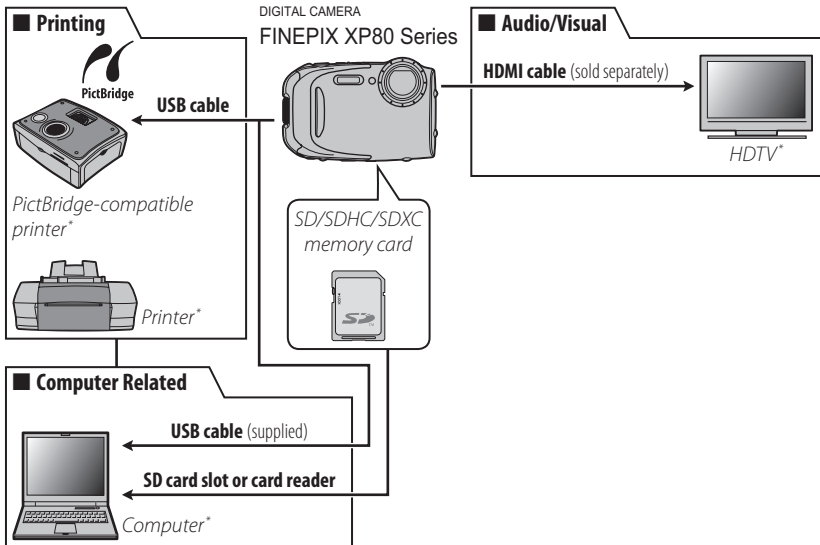 ■ Printing
PictBridge
USB cable
PictBridge-compatible
printer*
Printer*
DIGITAL CAMERA
FINEPIX XP80 Series
SD/SDHC/SDXC
memory card
SD
■ Audio/Visual
HDMI cable (sold separately)
HDTV*
■ Computer Related
USB cable (supplied)
SD card slot or card reader
Computer*